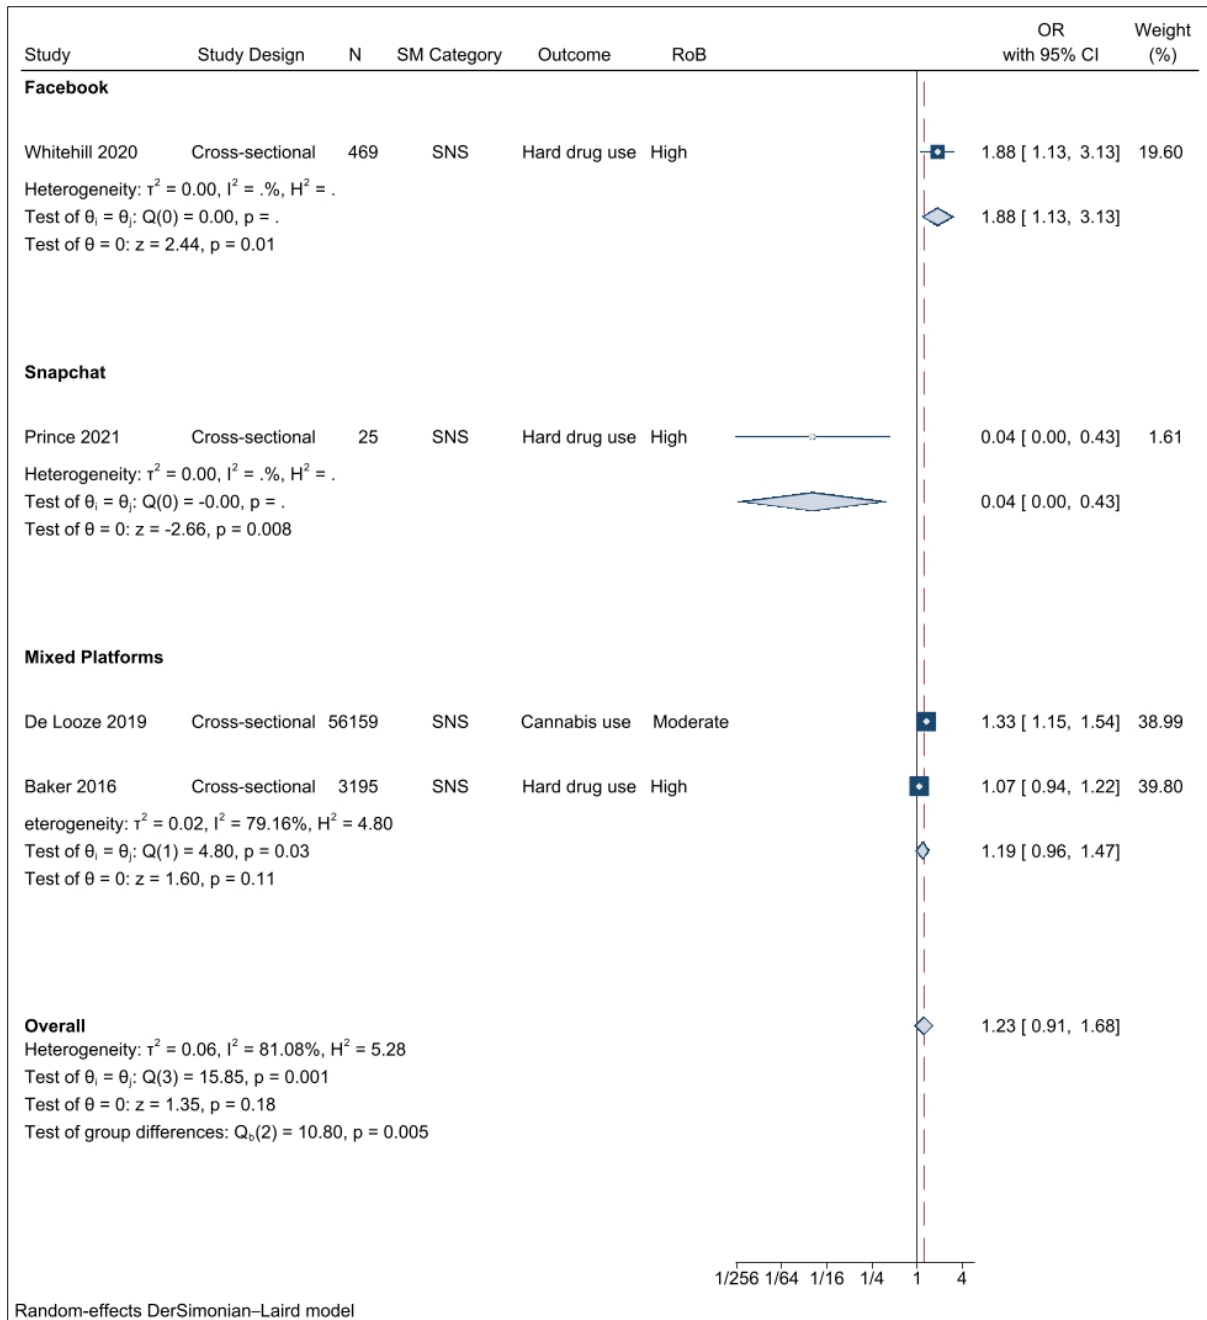 Study Study Design N SM Category Outcome RoB OR with 95% CI Weight (%)
Facebook
Whitehill 2020 Cross-sectional 469 SNS Hard drug use High 1.88 [ 1.13, 3.13] 19.60
Heterogeneity: τ² = 0.00, I² = .%, H² = .
Test of θᵢ = θⱼ: Q(0) = 0.00, p = . 1.88 [ 1.13, 3.13]
Test of θ = 0: z = 2.44, p = 0.01
Snapchat
Prince 2021 Cross-sectional 25 SNS Hard drug use High 0.04 [ 0.00, 0.43] 1.61
Heterogeneity: τ² = 0.00, I² = .%, H² = .
Test of θᵢ = θⱼ: Q(0) = -0.00, p = . 0.04 [ 0.00, 0.43]
Test of θ = 0: z = -2.66, p = 0.008
Mixed Platforms
De Looze 2019 Cross-sectional 56159 SNS Cannabis use Moderate 1.33 [ 1.15, 1.54] 38.99
Baker 2016 Cross-sectional 3195 SNS Hard drug use High 1.07 [ 0.94, 1.22] 39.80
eterogeneity: τ² = 0.02, I² = 79.16%, H² = 4.80
Test of θᵢ = θⱼ: Q(1) = 4.80, p = 0.03 1.19 [ 0.96, 1.47]
Test of θ = 0: z = 1.60, p = 0.11
Overall 1.23 [ 0.91, 1.68]
Heterogeneity: τ² = 0.06, I² = 81.08%, H² = 5.28
Test of θᵢ = θⱼ: Q(3) = 15.85, p = 0.001
Test of θ = 0: z = 1.35, p = 0.18
Test of group differences: Q_b(2) = 10.80, p = 0.005
1/256 1/64 1/16 1/4 1 4
Random-effects DerSimonian–Laird model